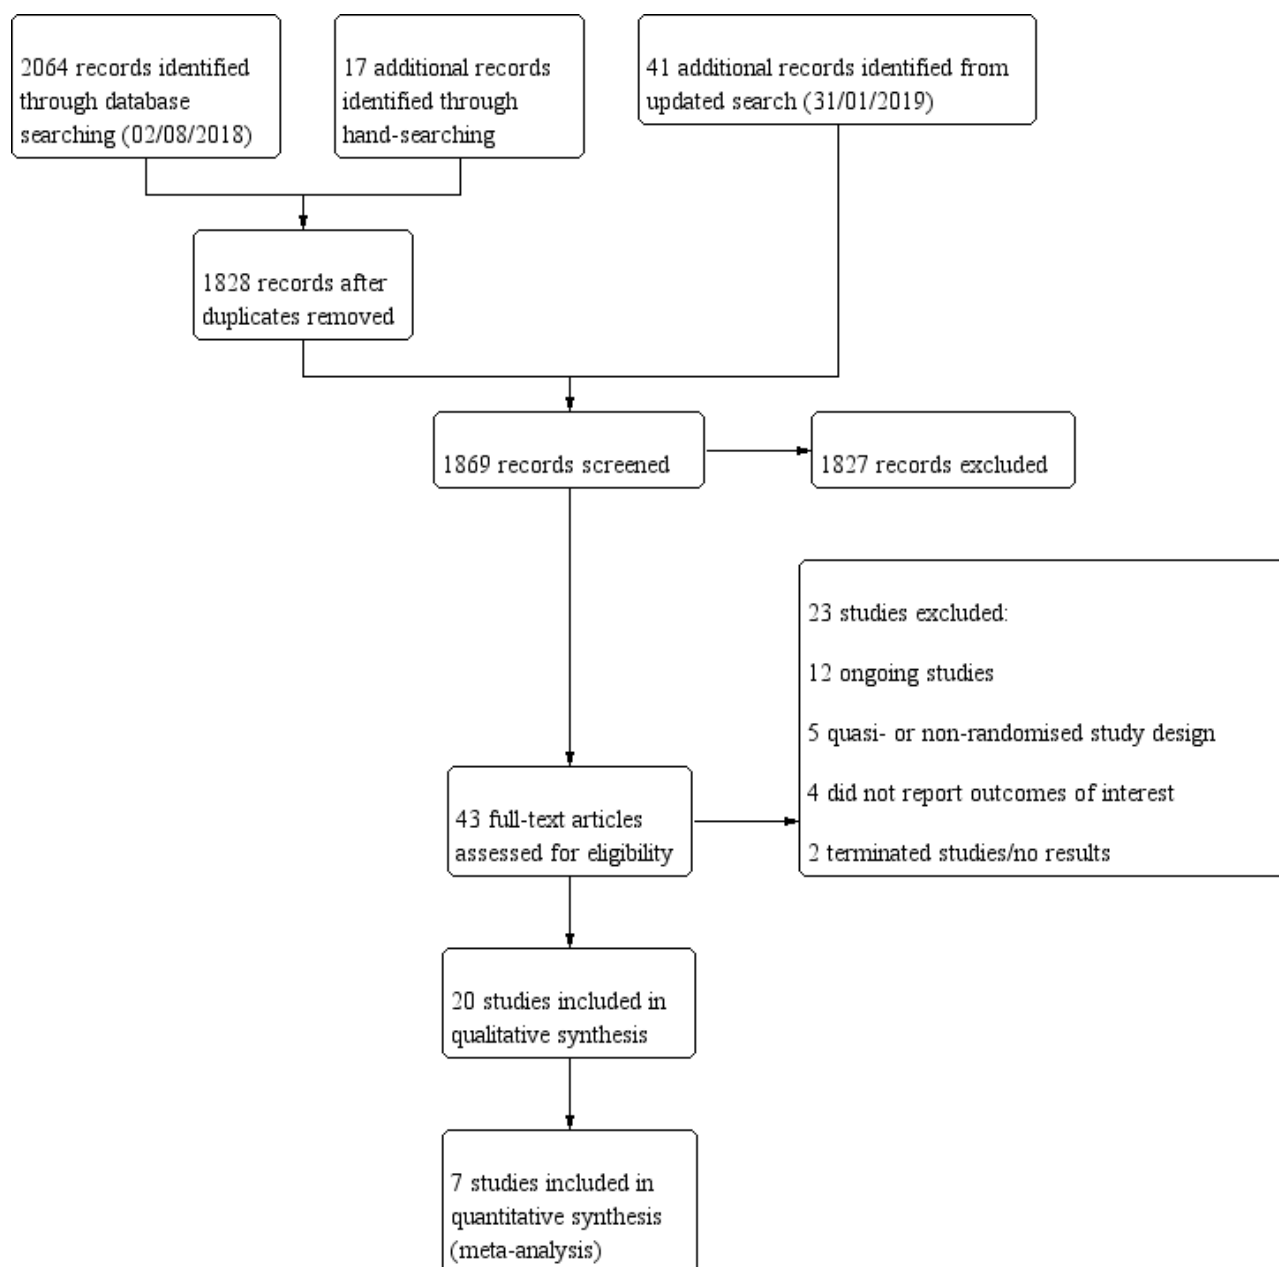 2064 records identified
through database
searching (02/08/2018)
17 additional records
identified through
hand-searching
41 additional records identified from
updated search (31/01/2019)
1828 records after
duplicates removed
1869 records screened
1827 records excluded
23 studies excluded:
12 ongoing studies
5 quasi- or non-randomised study design
4 did not report outcomes of interest
2 terminated studies/no results
43 full-text articles
assessed for eligibility
20 studies included in
qualitative synthesis
7 studies included in
quantitative synthesis
(meta-analysis)